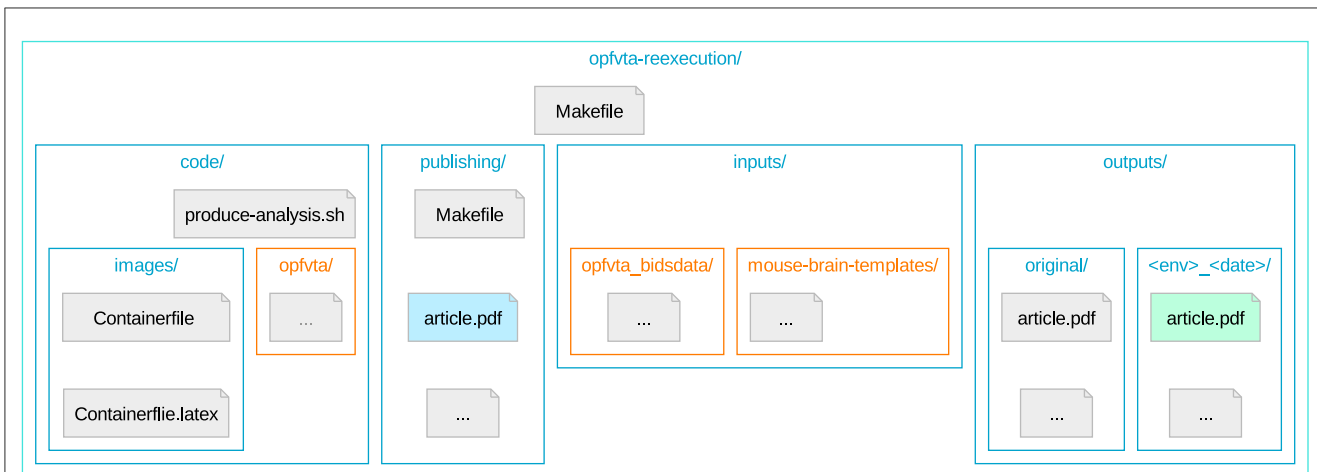 opfvta-reexecution/
Makefile
code/
publishing/
inputs/
outputs/
produce-analysis.sh
Makefile
images/
opfvta/
opfvta_bidsdata/
mouse-brain-templates/
original/
<env>_<date>/
Containerfile
...
article.pdf
...
...
article.pdf
article.pdf
Containerflie.latex
...
...
...